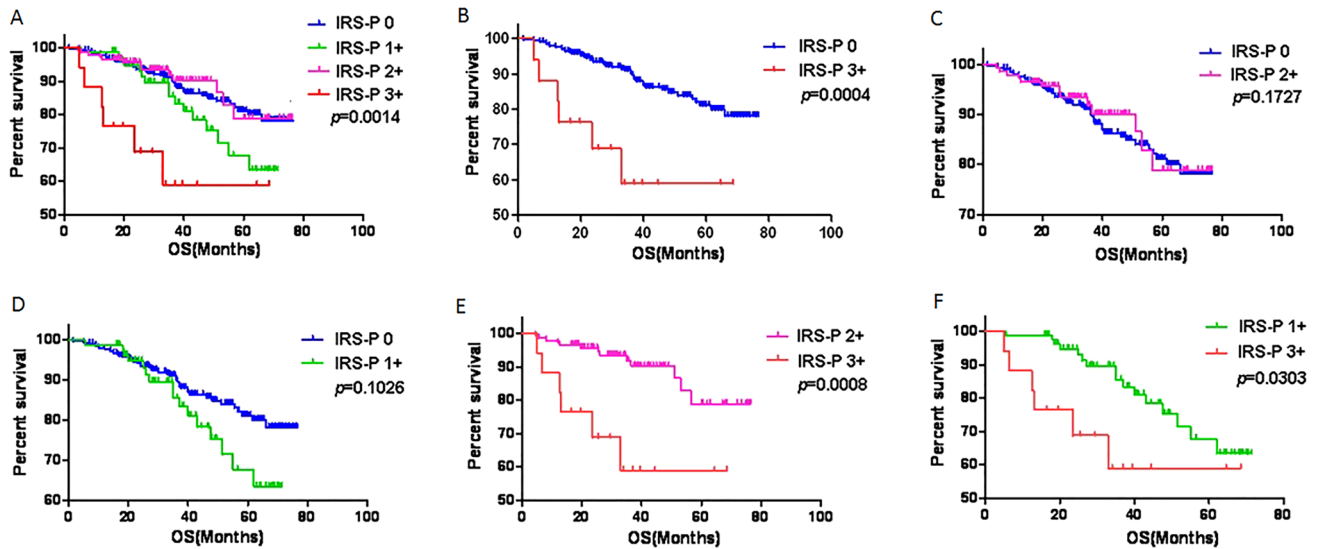 A
IRS-P 0
IRS-P 1+
IRS-P 2+
IRS-P 3+
p=0.0014
Percent survival
100
90
80
70
60
50
0 20 40 60 80 100
OS(Months)
B
IRS-P 0
IRS-P 3+
p=0.0004
Percent survival
100
90
80
70
60
50
0 20 40 60 80 100
OS(Months)
C
IRS-P 0
IRS-P 2+
p=0.1727
Percent survival
100
90
80
70
0 20 40 60 80 100
OS(Months)
D
IRS-P 0
IRS-P 1+
p=0.1026
Percent survival
100
90
80
70
60
0 20 40 60 80 100
OS(Months)
E
IRS-P 2+
IRS-P 3+
p=0.0008
Percent survival
100
90
80
70
60
50
0 20 40 60 80 100
OS(Months)
F
IRS-P 1+
IRS-P 3+
p=0.0303
Percent survival
100
90
80
70
60
50
0 20 40 60 80
OS(Months)